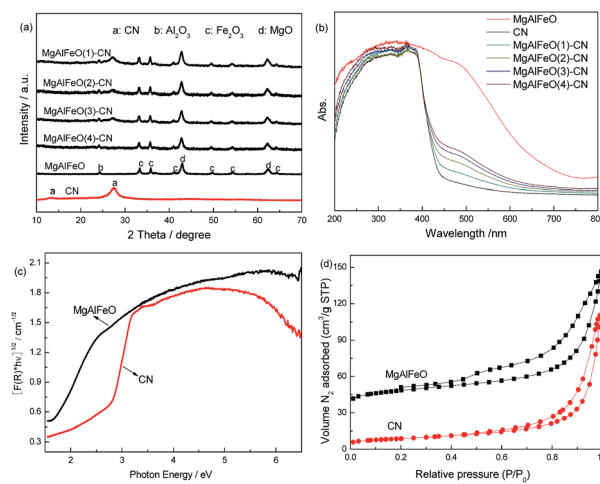 (a)
a: CN b: Al2O3 c: Fe2O3 d: MgO
MgAlFeO(1)-CN
MgAlFeO(2)-CN
MgAlFeO(3)-CN
MgAlFeO(4)-CN
MgAlFeO
b c c c d c c d c
a CN a
Intensity / a.u.
10 20 30 40 50 60 70
2 Theta / degree
(b)
MgAlFeO
CN
MgAlFeO(1)-CN
MgAlFeO(2)-CN
MgAlFeO(3)-CN
MgAlFeO(4)-CN
Abs.
200 300 400 500 600 700 800
Wavelength /nm
(c)
2.1
1.8
1.5
1.2
0.9
0.6
0.3
[F(R)*hν]1/2 / cm-1/2
MgAlFeO
CN
2 3 4 5 6
Photon Energy / eV
(d)
150
120
90
60
30
0
Volume N2 adsorbed (cm3/g STP)
MgAlFeO
CN
0.0 0.2 0.4 0.6 0.8 1.0
Relative pressure (P/P0)